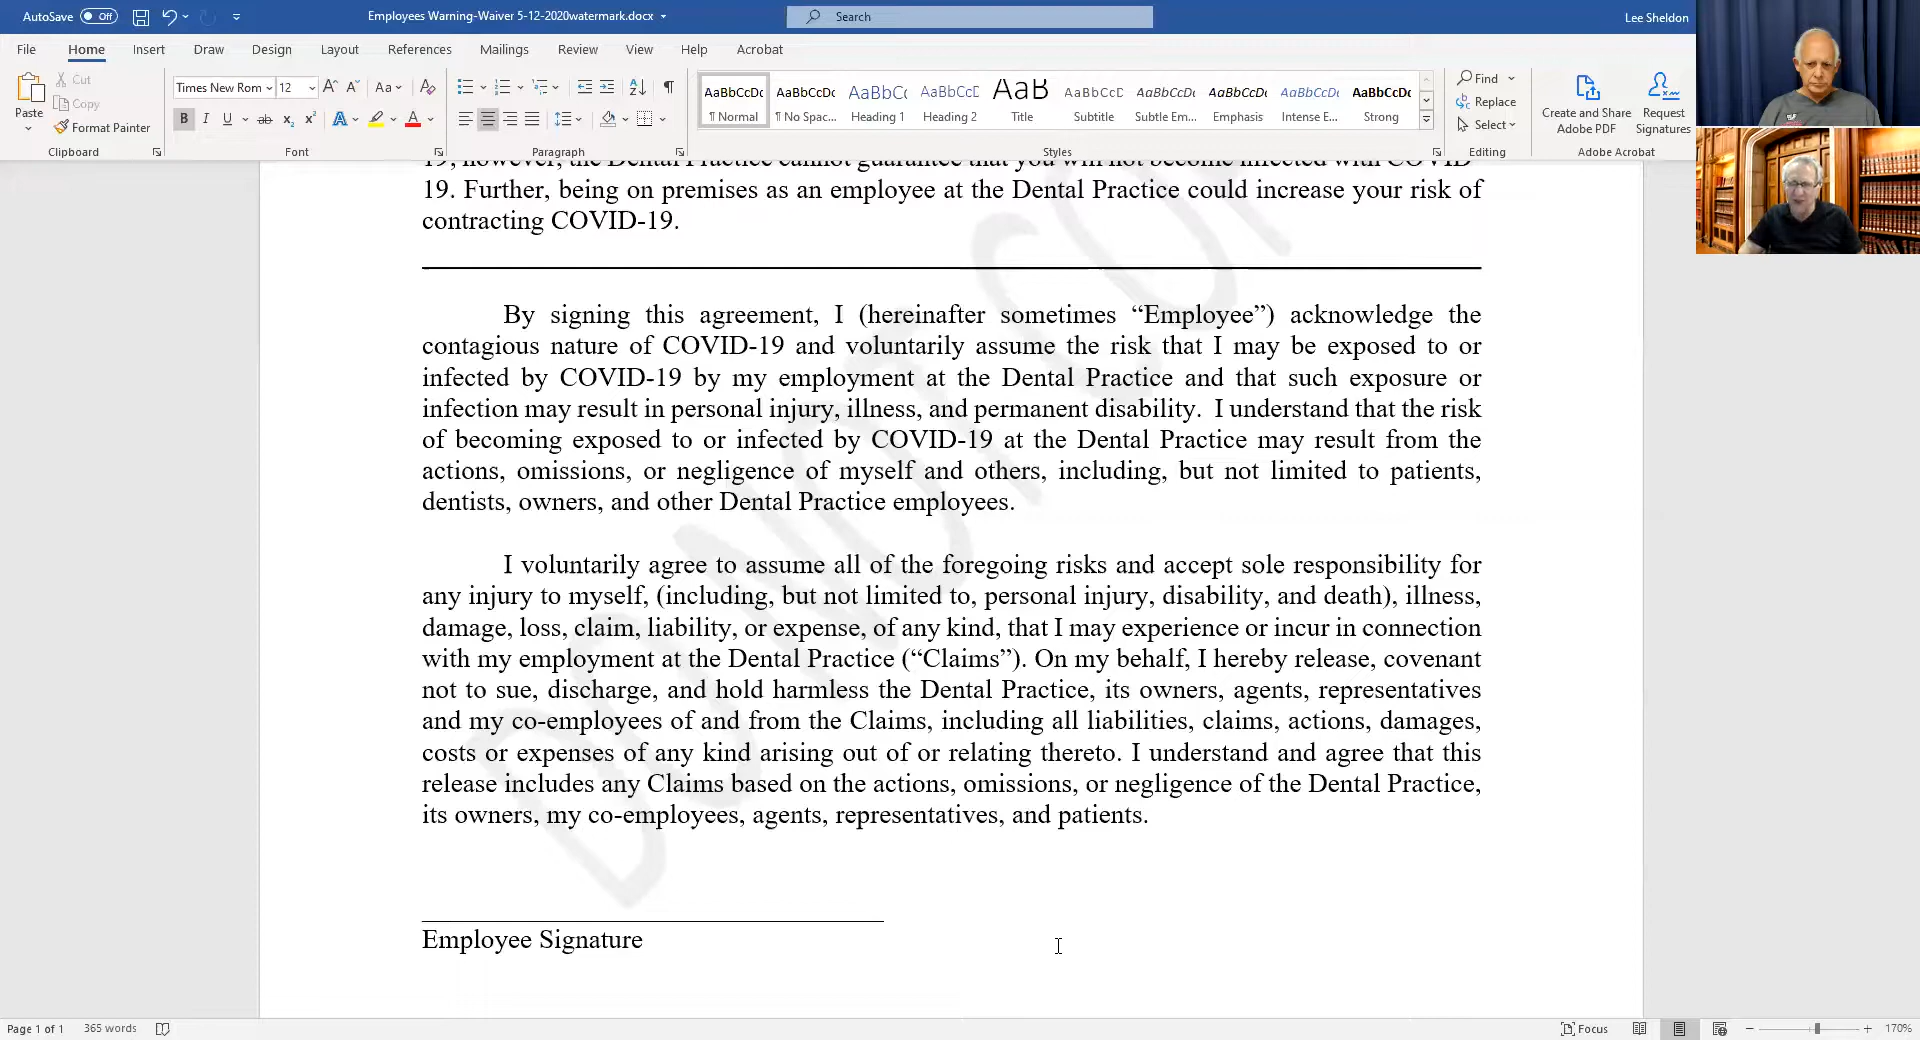 AutoSave Off
Employees Warning-Waiver 5-12-2020watermark.docx
Search
Lee Sheldon
File Home Insert Draw Design Layout References Mailings Review View Help Acrobat
Paste
Cut
Copy
Format Painter
Clipboard
Times New Rom 12
Font
Paragraph
AaBbCcDc ¶ Normal
AaBbCcDc ¶ No Spac...
AaBbCc Heading 1
AaBbCcD Heading 2
AaB Title
AaBbCcD Subtitle
AaBbCcDc Subtle Em...
AaBbCcDc Emphasis
AaBbCcDc Intense E...
AaBbCcDc Strong
Styles
Find
Replace
Select
Editing
Create and Share
Adobe PDF
Request
Signatures
Adobe Acrobat
19, however, the Dental Practice cannot guarantee that you will not become infected with COVID-
19. Further, being on premises as an employee at the Dental Practice could increase your risk of
contracting COVID-19.
By signing this agreement, I (hereinafter sometimes “Employee”) acknowledge the
contagious nature of COVID-19 and voluntarily assume the risk that I may be exposed to or
infected by COVID-19 by my employment at the Dental Practice and that such exposure or
infection may result in personal injury, illness, and permanent disability. I understand that the risk
of becoming exposed to or infected by COVID-19 at the Dental Practice may result from the
actions, omissions, or negligence of myself and others, including, but not limited to patients,
dentists, owners, and other Dental Practice employees.
I voluntarily agree to assume all of the foregoing risks and accept sole responsibility for
any injury to myself, (including, but not limited to, personal injury, disability, and death), illness,
damage, loss, claim, liability, or expense, of any kind, that I may experience or incur in connection
with my employment at the Dental Practice (“Claims”). On my behalf, I hereby release, covenant
not to sue, discharge, and hold harmless the Dental Practice, its owners, agents, representatives
and my co-employees of and from the Claims, including all liabilities, claims, actions, damages,
costs or expenses of any kind arising out of or relating thereto. I understand and agree that this
release includes any Claims based on the actions, omissions, or negligence of the Dental Practice,
its owners, my co-employees, agents, representatives, and patients.
Employee Signature
Page 1 of 1 365 words
Focus
170%